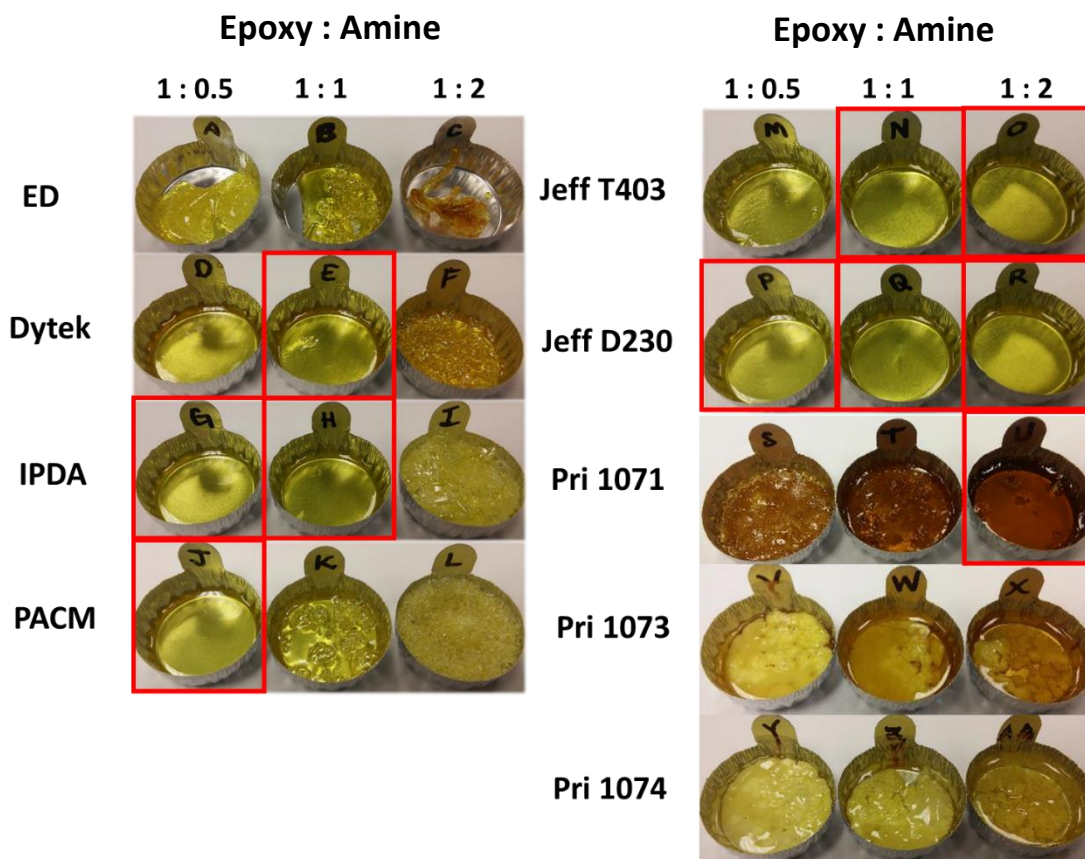 Epoxy : Amine
1 : 0.5 1 : 1 1 : 2
ED
A B C
Dytek
D E F
IPDA
G H I
PACM
J K L
Epoxy : Amine
1 : 0.5 1 : 1 1 : 2
Jeff T403
M N O
Jeff D230
P Q R
Pri 1071
S T U
Pri 1073
Y W X
Pri 1074
Y Z AA